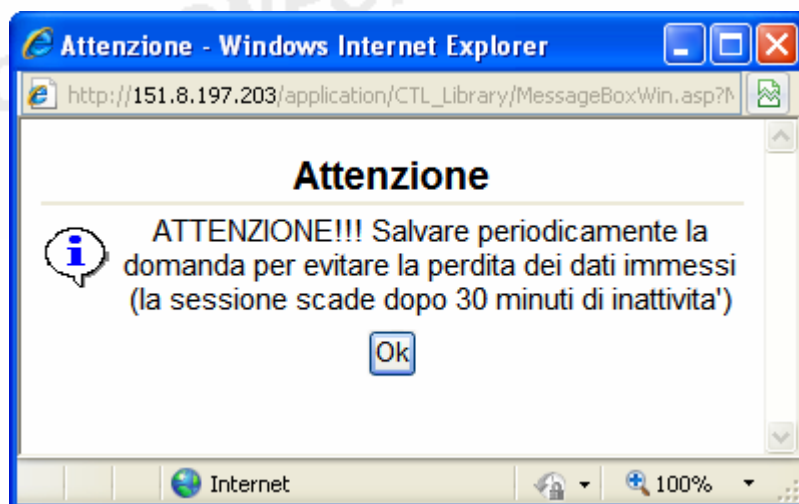 Attenzione - Windows Internet Explorer
http://151.8.197.203/application/CTL_Library/MessageBoxWin.asp?
Attenzione
ATTENZIONE!!! Salvare periodicamente la
domanda per evitare la perdita dei dati immessi
(la sessione scade dopo 30 minuti di inattivita')
Ok
Internet
100%